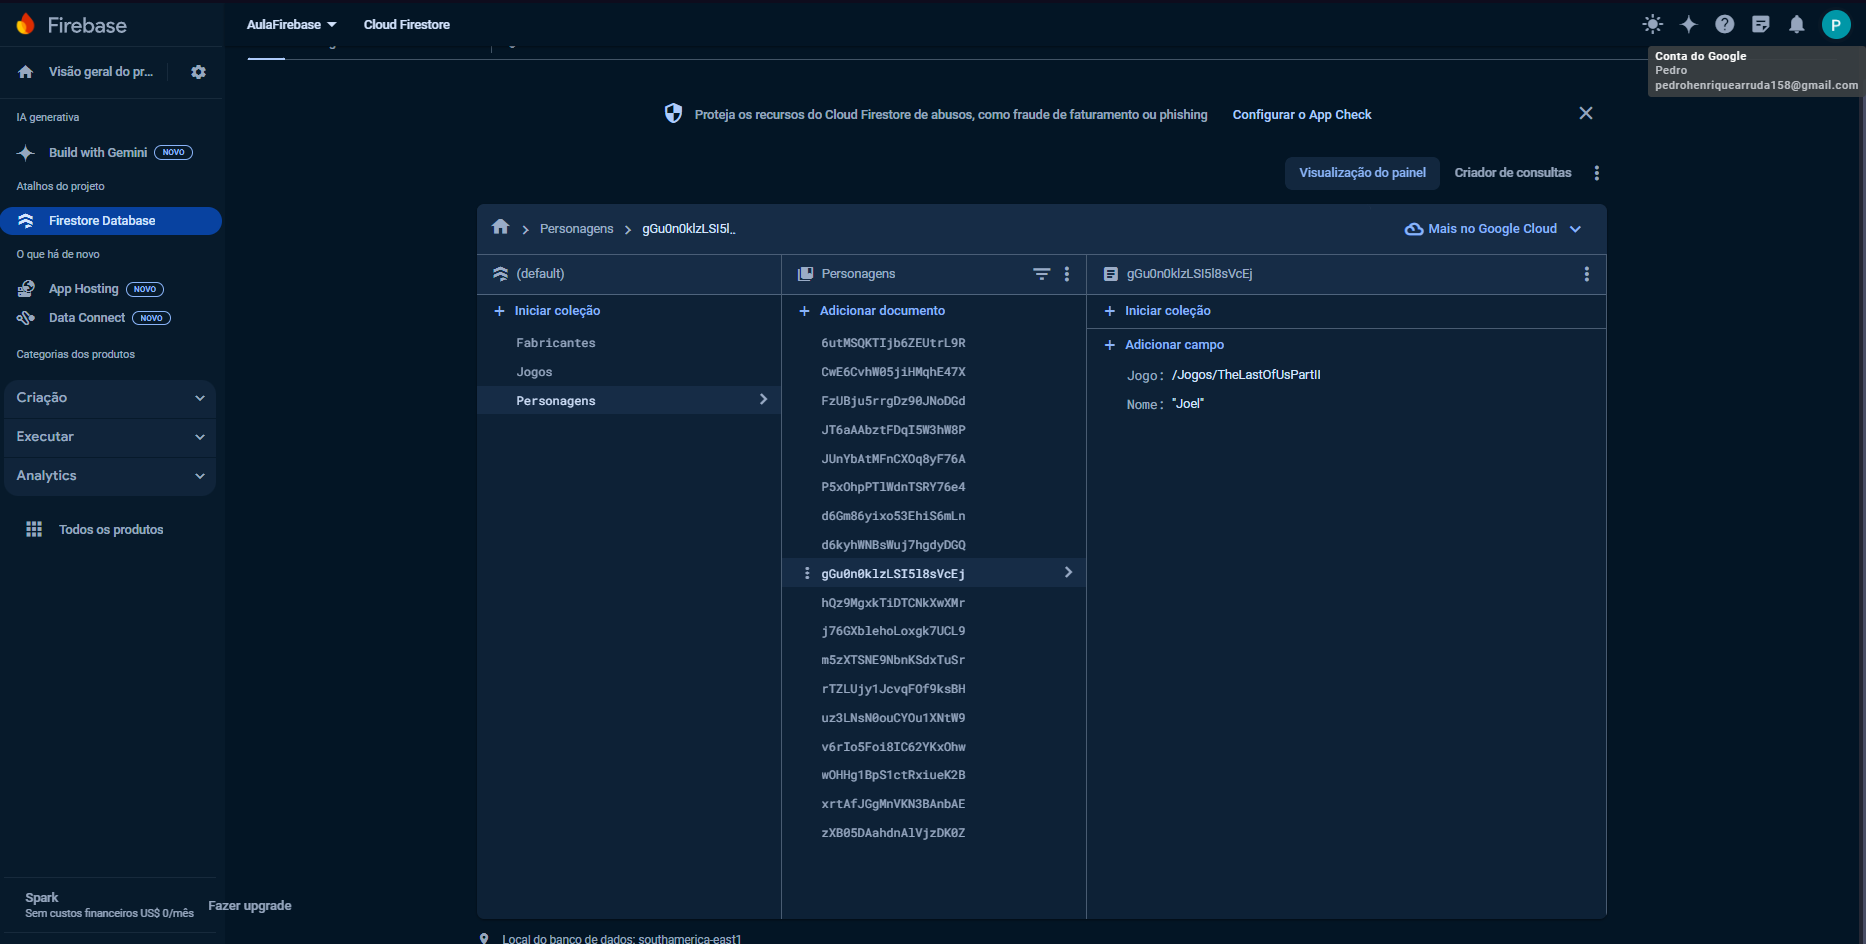 Firebase
AulaFirebase
Cloud Firestore
Conta do Google
Pedro
pedrohenriquearruda158@gmail.com
Visão geral do pr...
IA generativa
Build with Gemini NOVO
Atalhos do projeto
Firestore Database
O que há de novo
App Hosting NOVO
Data Connect NOVO
Categorias dos produtos
Criação
Executar
Analytics
Todos os produtos
Spark
Sem custos financeiros US$ 0/mês
Fazer upgrade
Proteja os recursos do Cloud Firestore de abusos, como fraude de faturamento ou phishing
Configurar o App Check
Visualização do painel
Criador de consultas
Personagens
gGu0n0klzLSI5l..
Mais no Google Cloud
(default)
Iniciar coleção
Fabricantes
Jogos
Personagens
Personagens
Adicionar documento
6utMSQKTIjb6ZEUtrL9R
CwE6CvhW05jiHMqhE47X
FzUBju5rrgDz90JNoDGd
JT6aAAbztFDqI5W3hW8P
JUnYbAtMFnCXOq8yF76A
P5xOhpPTlWdnTSRY76e4
d6Gm86yixo53EhiS6mLn
d6kyhWNBsWuj7hgdyDGQ
gGu0n0klzLSI5l8sVcEj
hQz9MgxkTiDTCNkXwXMr
j76GXblehoLoxgk7UCL9
m5zXTSNE9NbnKSdxTuSr
rTZLUjy1JcvqFOf9ksBH
uz3LNsN0ouCYOu1XNtW9
v6rIo5Foi8IC62YKxOhw
wOHHg1BpS1ctRxiueK2B
xrtAfJGgMnVKN3BAnbAE
zXB05DAahdnAlVjzDK0Z
gGu0n0klzLSI5l8sVcEj
Iniciar coleção
Adicionar campo
Jogo: /Jogos/TheLastOfUsPartII
Nome: "Joel"
Local do banco de dados: southamerica-east1